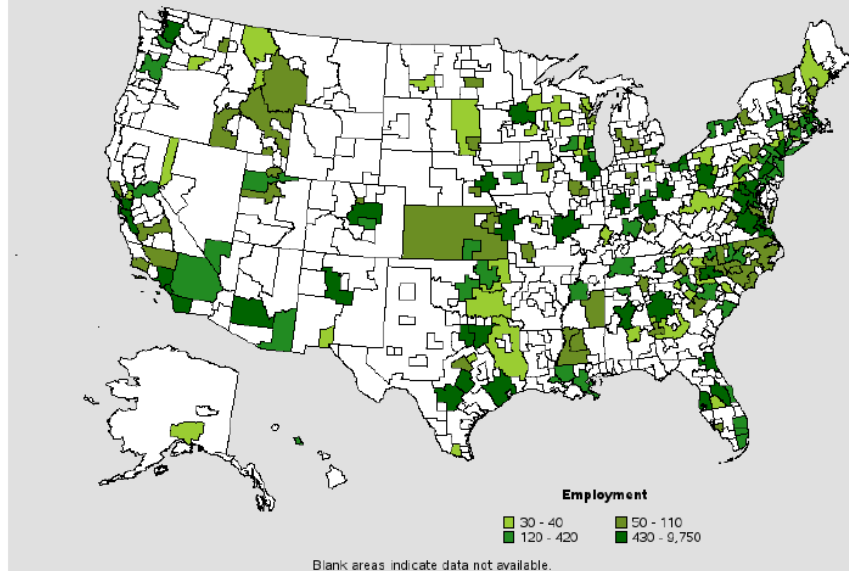 Employment
30 - 40 50 - 110
120 - 420 430 - 9,750
Blank areas indicate data not available.